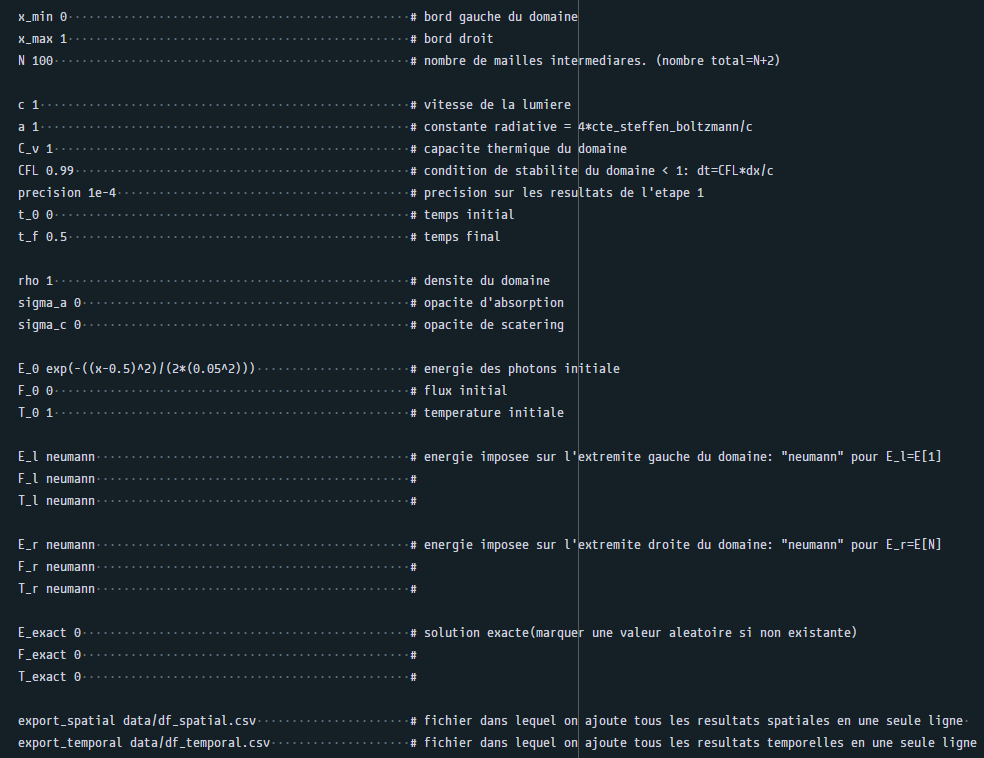 x_min 0 # bord gauche du domaine
x_max 1 # bord droit
N 100 # nombre de mailles intermediares. (nombre total=N+2)
c 1 # vitesse de la lumiere
a 1 # constante radiative = 4*cte_steffen_boltzmann/c
C_v 1 # capacite thermique du domaine
CFL 0.99 # condition de stabilite du domaine < 1: dt=CFL*dx/c
precision 1e-4 # precision sur les resultats de l'etape 1
t_0 0 # temps initial
t_f 0.5 # temps final
rho 1 # densite du domaine
sigma_a 0 # opacite d'absorption
sigma_c 0 # opacite de scatering
E_0 exp(-((x-0.5)^2)/(2*(0.05^2))) # energie des photons initiale
F_0 0 # flux initial
T_0 1 # temperature initiale
E_l neumann # energie imposee sur l'extremite gauche du domaine: "neumann" pour E_l=E[1]
F_l neumann #
T_l neumann #
E_r neumann # energie imposee sur l'extremite droite du domaine: "neumann" pour E_r=E[N]
F_r neumann #
T_r neumann #
E_exact 0 # solution exacte(marquer une valeur aleatoire si non existante)
F_exact 0 #
T_exact 0 #
export_spatial data/df_spatial.csv # fichier dans lequel on ajoute tous les resultats spatiales en une seule ligne
export_temporal data/df_temporal.csv # fichier dans lequel on ajoute tous les resultats temporelles en une seule ligne